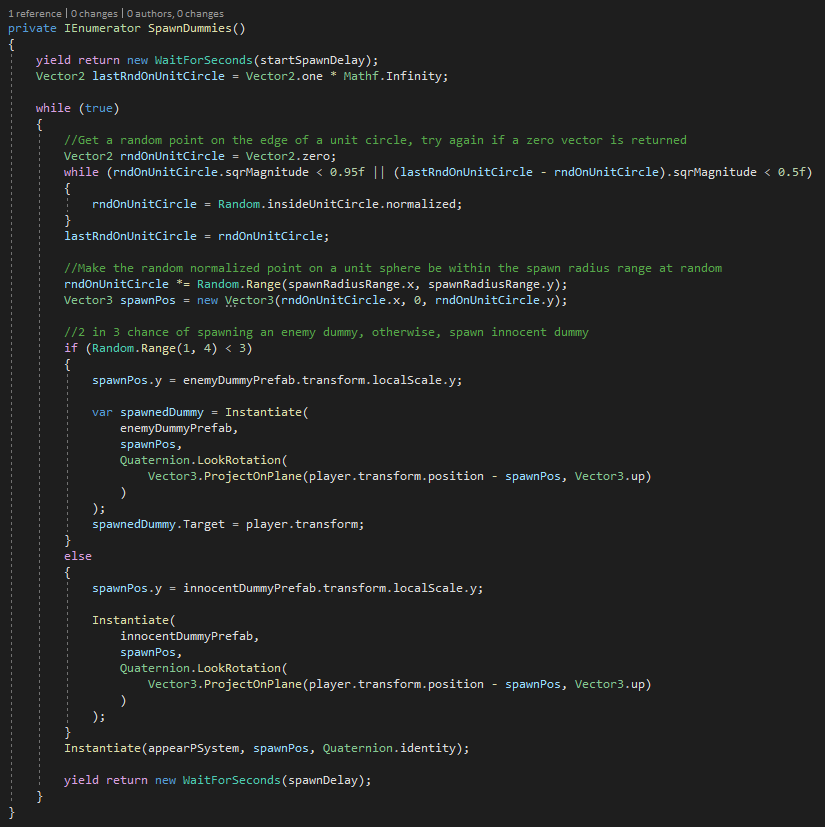 1 reference | 0 changes | 0 authors, 0 changes
private IEnumerator SpawnDummies()
{
    yield return new WaitForSeconds(startSpawnDelay);
    Vector2 lastRndOnUnitCircle = Vector2.one * Mathf.Infinity;

    while (true)
    {
        //Get a random point on the edge of a unit circle, try again if a zero vector is returned
        Vector2 rndOnUnitCircle = Vector2.zero;
        while (rndOnUnitCircle.sqrMagnitude < 0.95f || (lastRndOnUnitCircle - rndOnUnitCircle).sqrMagnitude < 0.5f)
        {
            rndOnUnitCircle = Random.insideUnitCircle.normalized;
        }
        lastRndOnUnitCircle = rndOnUnitCircle;

        //Make the random normalized point on a unit sphere be within the spawn radius range at random
        rndOnUnitCircle *= Random.Range(spawnRadiusRange.x, spawnRadiusRange.y);
        Vector3 spawnPos = new Vector3(rndOnUnitCircle.x, 0, rndOnUnitCircle.y);

        //2 in 3 chance of spawning an enemy dummy, otherwise, spawn innocent dummy
        if (Random.Range(1, 4) < 3)
        {
            spawnPos.y = enemyDummyPrefab.transform.localScale.y;

            var spawnedDummy = Instantiate(
                enemyDummyPrefab,
                spawnPos,
                Quaternion.LookRotation(
                    Vector3.ProjectOnPlane(player.transform.position - spawnPos, Vector3.up)
                )
            );
            spawnedDummy.Target = player.transform;
        }
        else
        {
            spawnPos.y = innocentDummyPrefab.transform.localScale.y;

            Instantiate(
                innocentDummyPrefab,
                spawnPos,
                Quaternion.LookRotation(
                    Vector3.ProjectOnPlane(player.transform.position - spawnPos, Vector3.up)
                )
            );
        }
        Instantiate(appearPSystem, spawnPos, Quaternion.identity);

        yield return new WaitForSeconds(spawnDelay);
    }
}